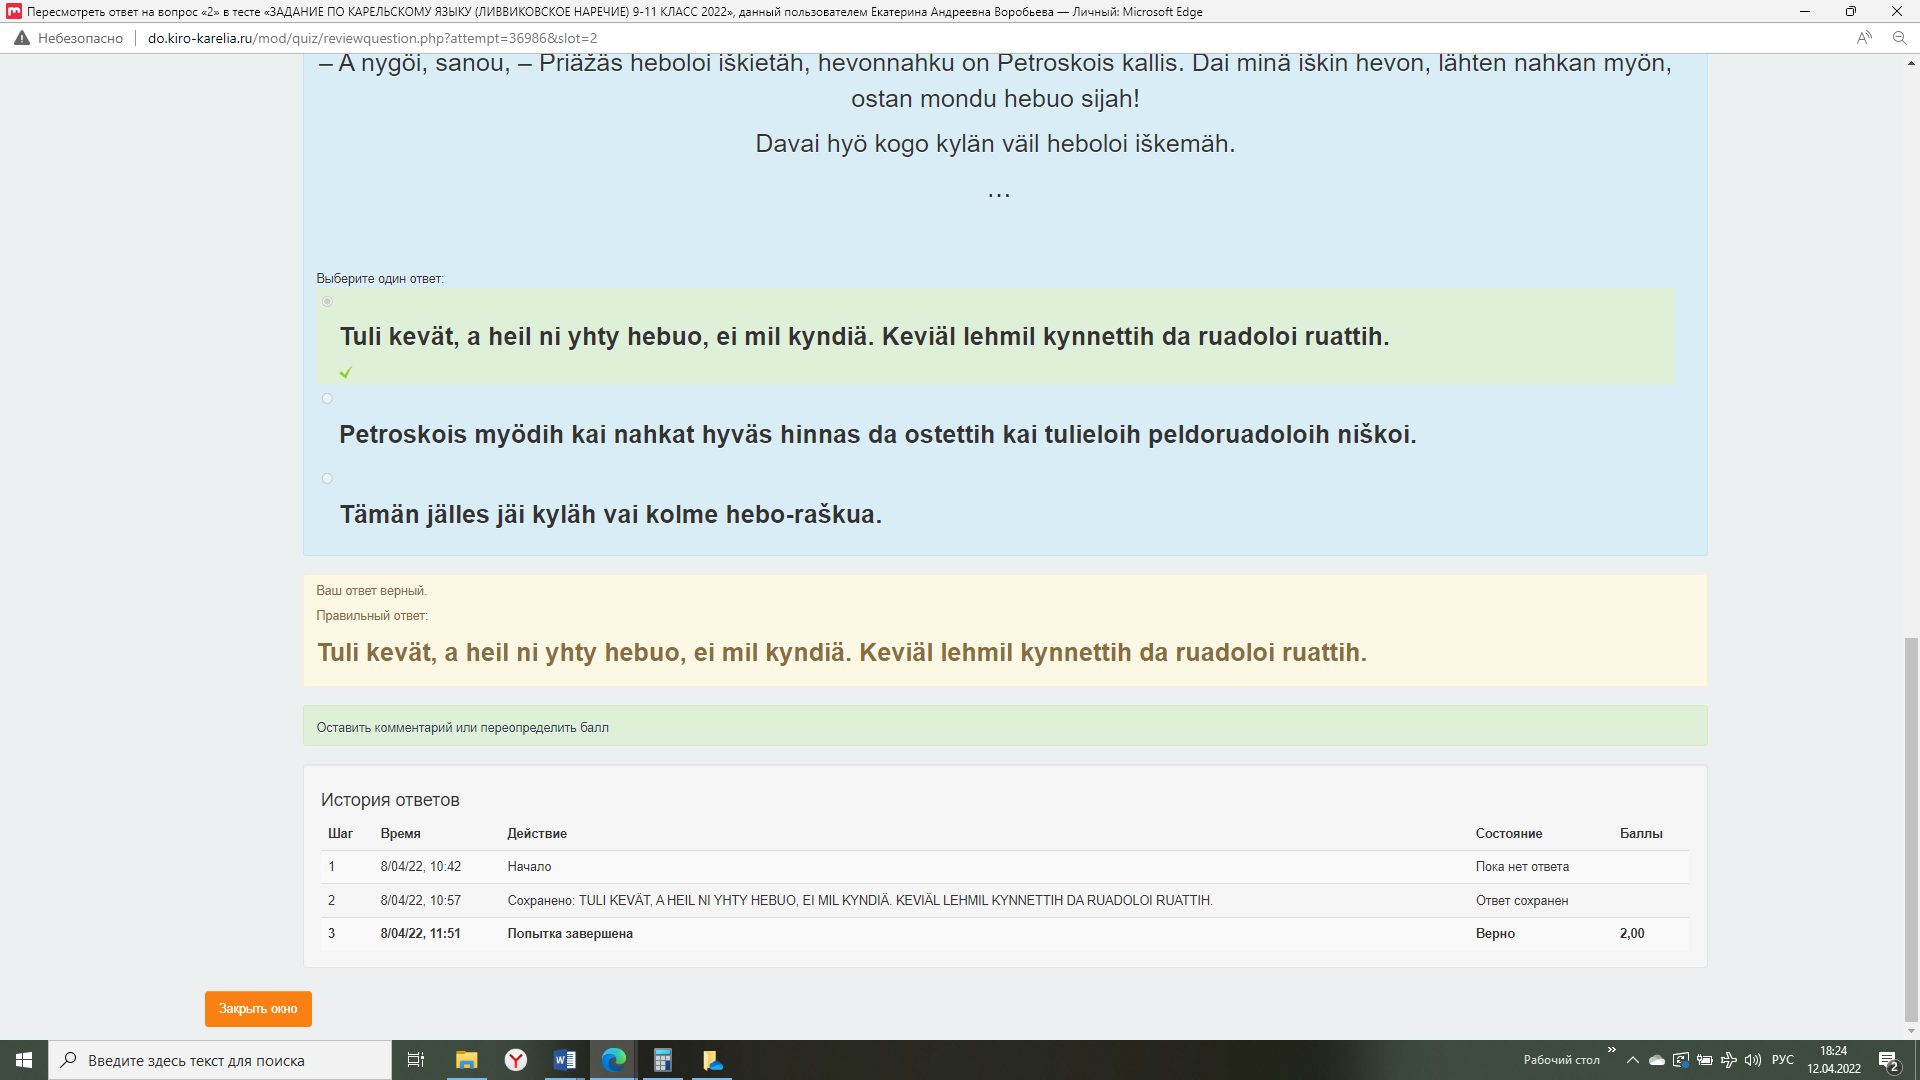 Пересмотреть ответ на вопрос «2» в тесте «ЗАДАНИЕ ПО КАРЕЛЬСКОМУ ЯЗЫКУ (ЛИВВИКОВСКОЕ НАРЕЧИЕ) 9-11 КЛАСС 2022», данный пользователем Екатерина Андреевна Воробьева — Личный: Microsoft Edge
Небезопасно do.kiro-karelia.ru/mod/quiz/reviewquestion.php?attempt=36986&slot=2
– A nygöi, sanou, – Priäžäs heboloi iškietäh, hevonnahku on Petroskois kallis. Dai minä iškin hevon, lähten nahkan myön,
ostan mondu hebuo sijah!
Davai hyö kogo kylän väil heboloi iškemäh.
…
Выберите один ответ:
Tuli kevät, a heil ni yhty hebuo, ei mil kyndiä. Keviäl lehmil kynnettih da ruadoloi ruattih.
Petroskois myödih kai nahkat hyväs hinnas da ostettih kai tulieloih peldoruadoloih niškoi.
Tämän jälles jäi kyläh vai kolme hebo-raškua.
Ваш ответ верный.
Правильный ответ:
Tuli kevät, a heil ni yhty hebuo, ei mil kyndiä. Keviäl lehmil kynnettih da ruadoloi ruattih.
Оставить комментарий или переопределить балл
История ответов
Шаг Время Действие Состояние Баллы
1 8/04/22, 10:42 Начало Пока нет ответа
2 8/04/22, 10:57 Сохранено: TULI KEVÄT, A HEIL NI YHTY HEBUO, EI MIL KYNDIÄ. KEVIÄL LEHMIL KYNNETTIH DA RUADOLOI RUATTIH. Ответ сохранен
3 8/04/22, 11:51 Попытка завершена Верно 2,00
Закрыть окно
Введите здесь текст для поиска
Рабочий стол
РУС
18:24
12.04.2022
2